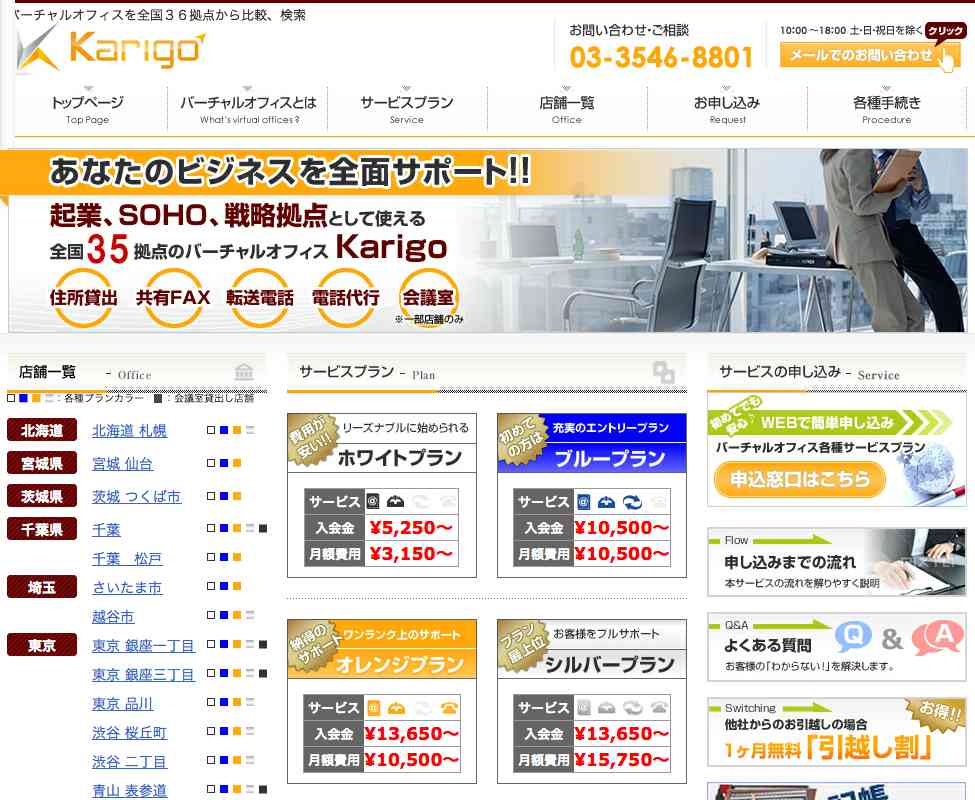 バーチャルオフィスを全国３６拠点から比較、検索
Karigo
お問い合わせ・ご相談
03-3546-8801
10:00〜18:00 土・日・祝日を除く
クリック
メールでのお問い合わせ
トップページ
Top Page
バーチャルオフィスとは
What's virtual offices ?
サービスプラン
Service
店舗一覧
Office
お申し込み
Request
各種手続き
Procedure
あなたのビジネスを全面サポート!!
起業、SOHO、戦略拠点として使える
全国35拠点のバーチャルオフィス Karigo
住所貸出 共有FAX 転送電話 電話代行 会議室
※一部店舗のみ
店舗一覧 - Office
：各種プランカラー ：会議室貸出し店舗
北海道 北海道 札幌
宮城県 宮城 仙台
茨城県 茨城 つくば市
千葉県 千葉
千葉 松戸
埼玉 さいたま市
越谷市
東京 東京 銀座一丁目
東京 銀座三丁目
東京 品川
渋谷 桜丘町
渋谷 二丁目
青山 表参道
サービスプラン - Plan
費用が安い!!
リーズナブルに始められる
ホワイトプラン
サービス
入会金 ¥5,250〜
月額費用 ¥3,150〜
初めての方は
充実のエントリープラン
ブループラン
サービス
入会金 ¥10,500〜
月額費用 ¥10,500〜
納得のサポート
ワンランク上のサポート
オレンジプラン
サービス
入会金 ¥13,650〜
月額費用 ¥10,500〜
プラン最上位
お客様をフルサポート
シルバープラン
サービス
入会金 ¥13,650〜
月額費用 ¥15,750〜
サービスの申し込み - Service
初めてでも安心♪
WEBで簡単申し込み
バーチャルオフィス各種サービスプラン
申込窓口はこちら
Flow
申し込みまでの流れ
本サービスの流れを解りやすく説明
Q&A
よくある質問
お客様の「わからない！」を解決します。
Q & A
Switching
他社からのお引越しの場合
お得!!
1ヶ月無料「引越し割」